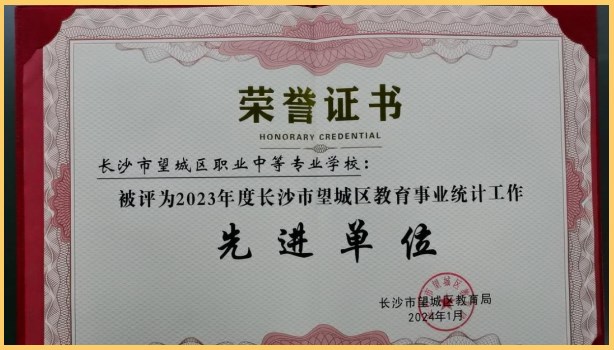 荣誉证书
HONORARY CREDENTIAL
长沙市望城区职业中等专业学校：
被评为2023年度长沙市望城区教育事业统计工作
先进单位
长沙市望城区教育局
2024年1月